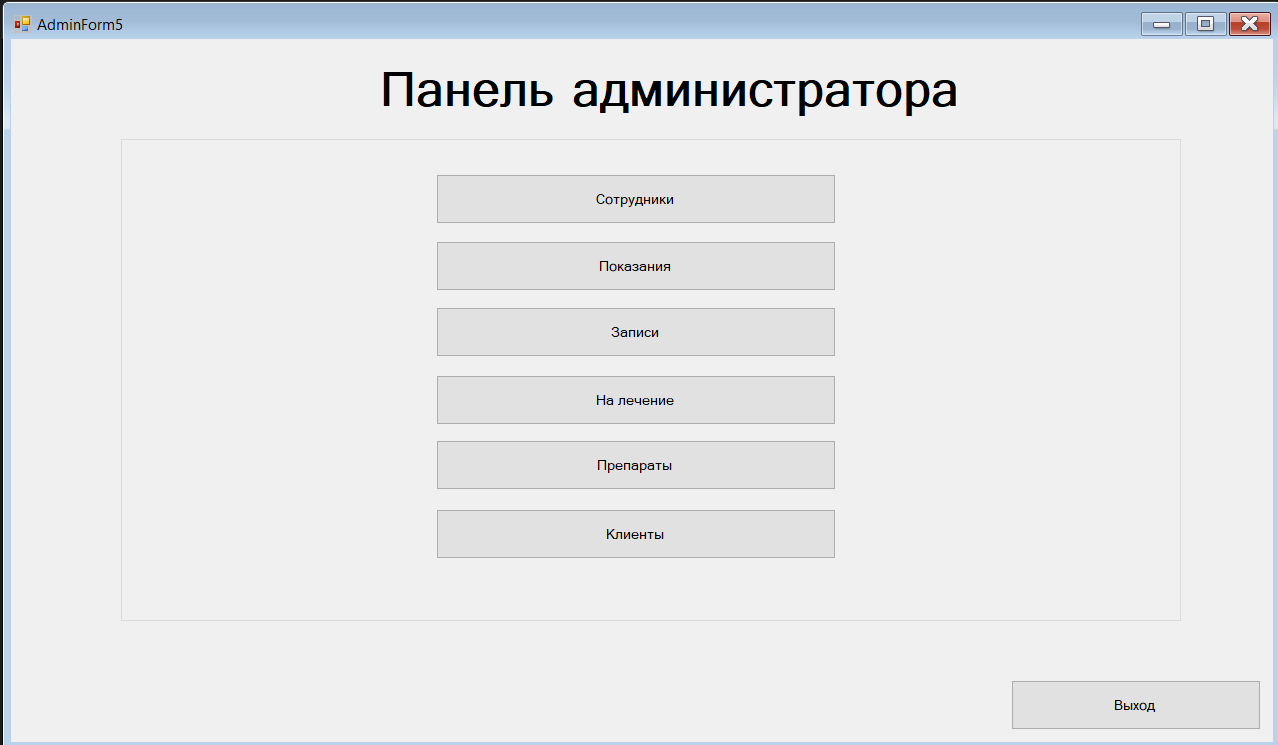 AdminForm5
Панель администратора
Сотрудники
Показания
Записи
На лечение
Препараты
Клиенты
Выход